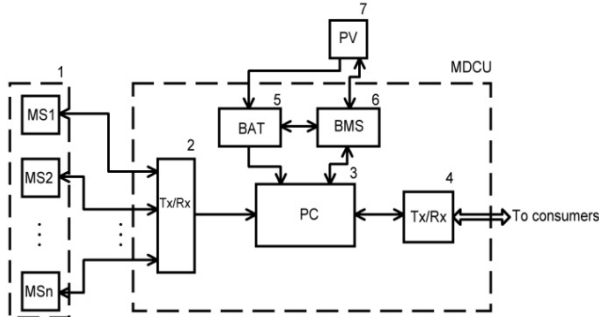 7
PV
MDCU
1
5
6
MS1
BAT
BMS
2
3
4
MS2
Tx/Rx
PC
Tx/Rx
To consumers
...
...
MSn